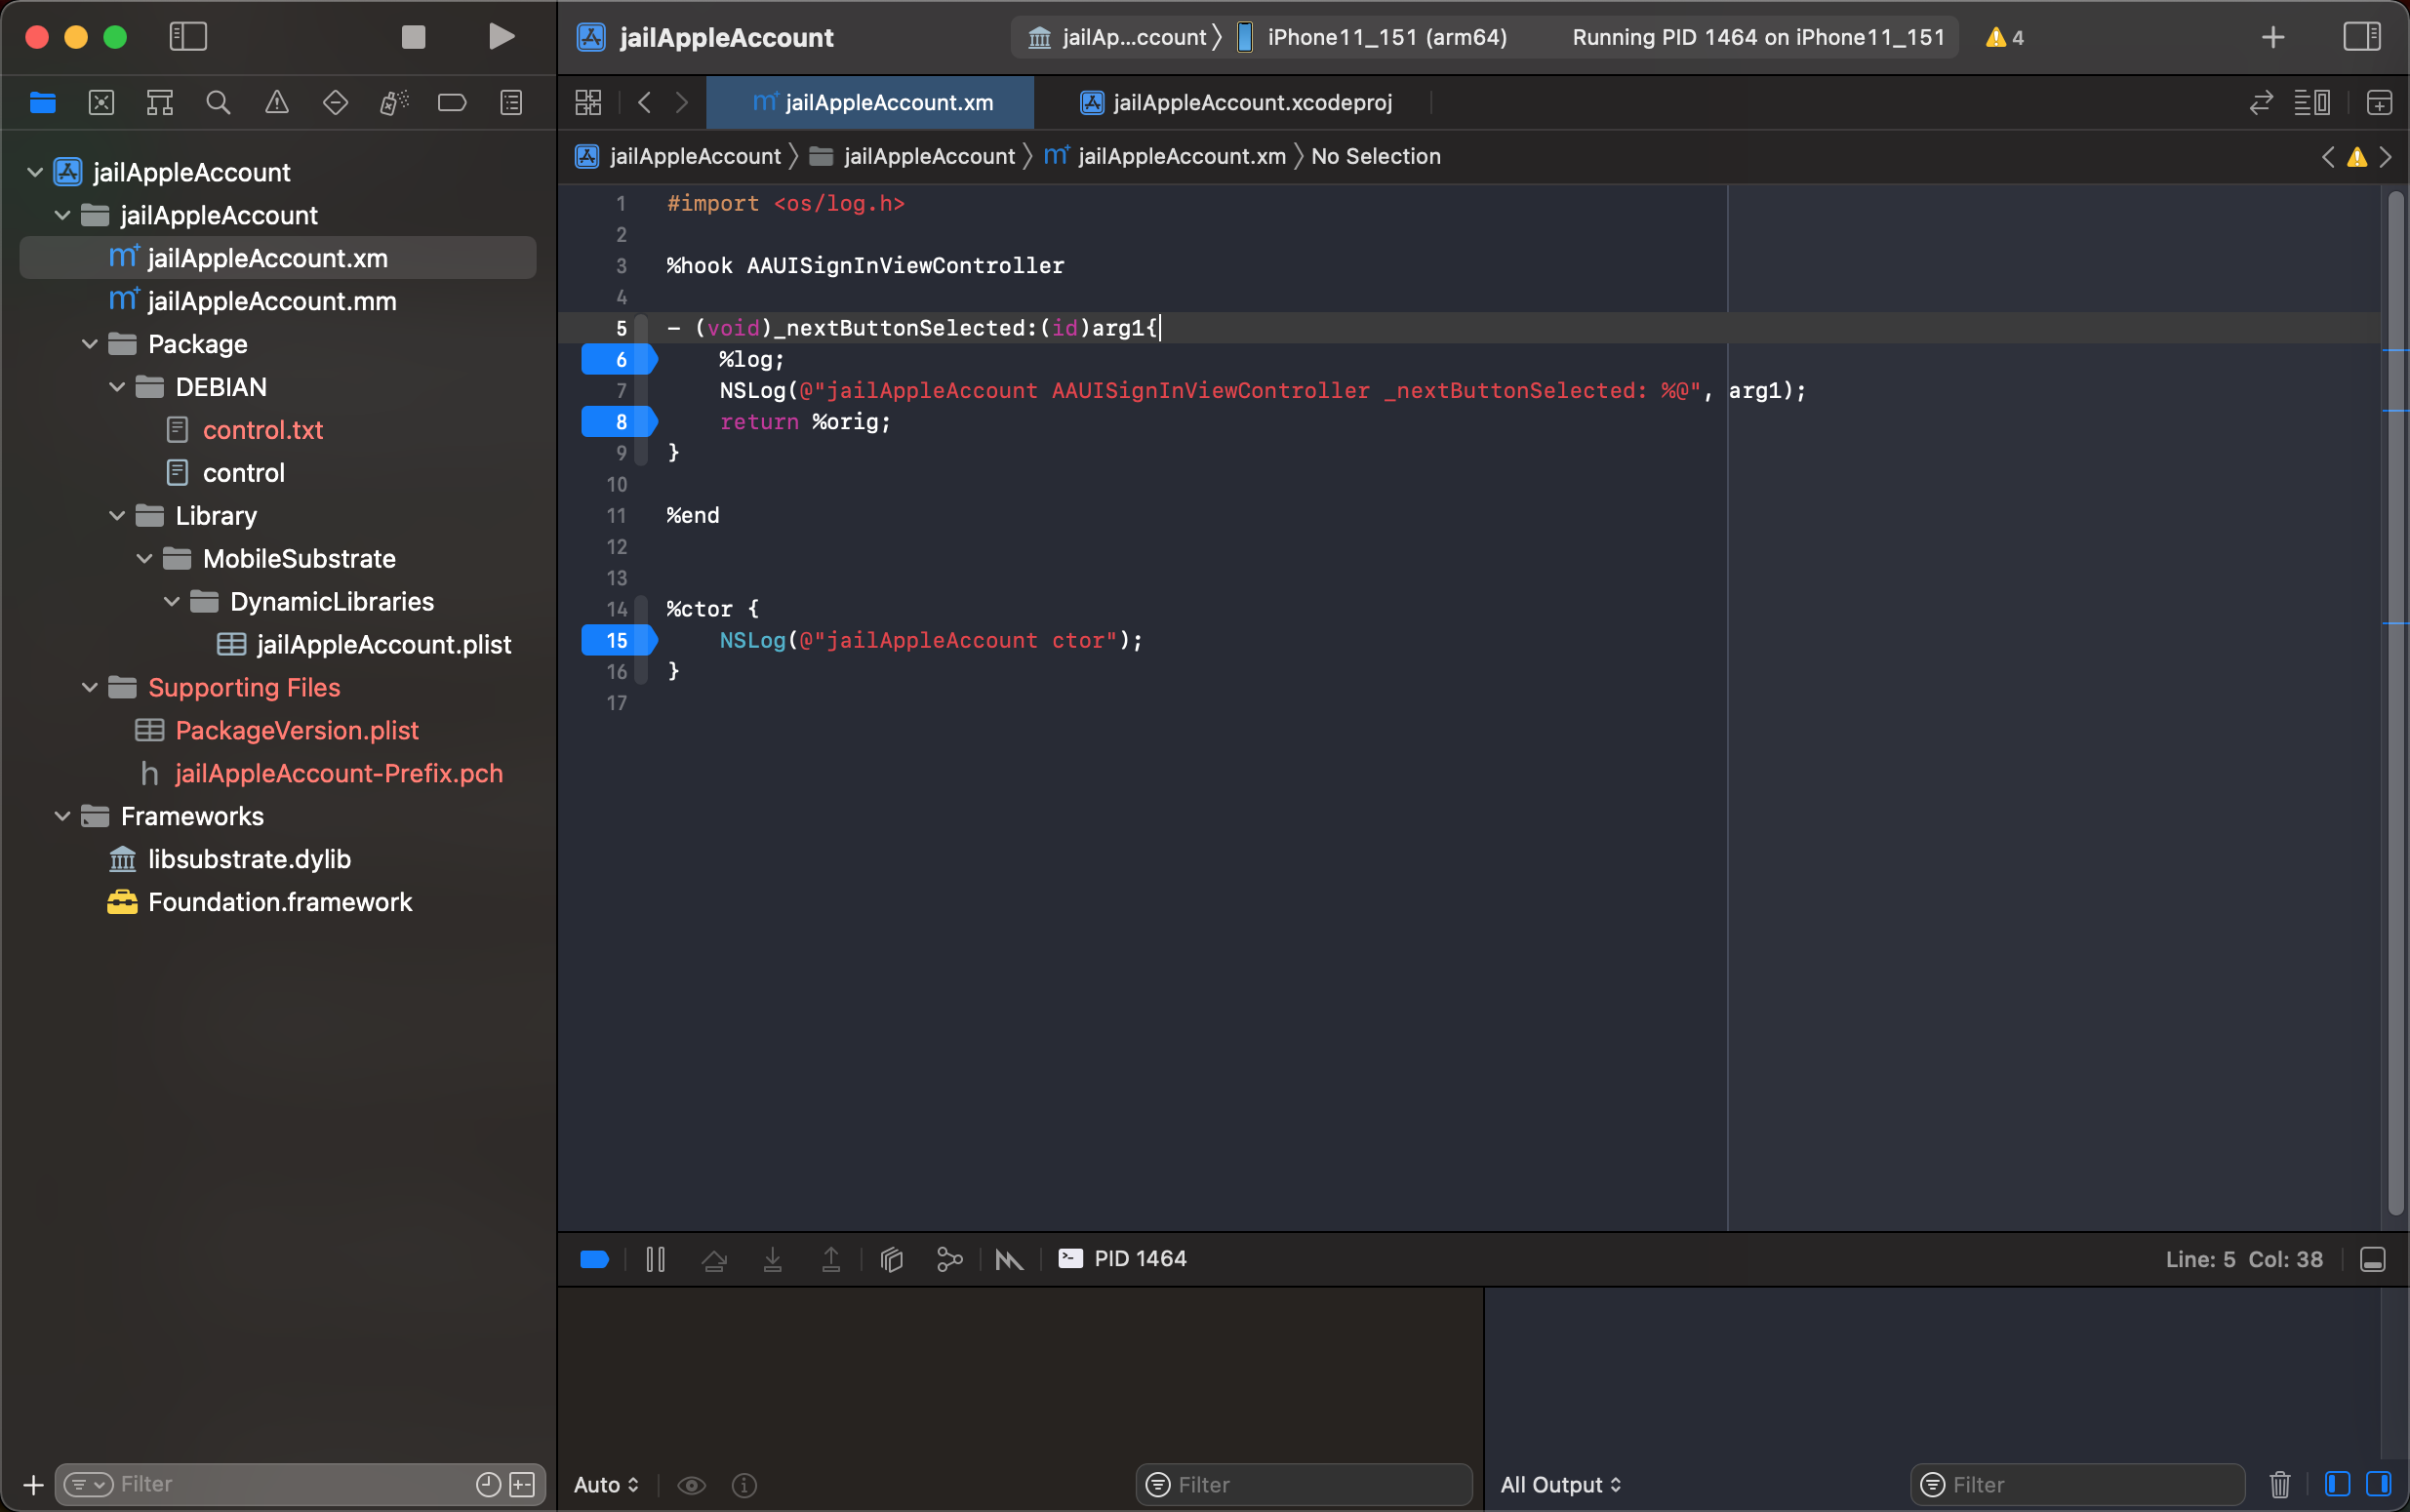 jailAppleAccount
jailAp...ccount
iPhone11_151 (arm64)
Running PID 1464 on iPhone11_151
4
jailAppleAccount.xm
jailAppleAccount.xcodeproj
jailAppleAccount
jailAppleAccount
jailAppleAccount.xm
No Selection
jailAppleAccount
jailAppleAccount
jailAppleAccount.xm
jailAppleAccount.mm
Package
DEBIAN
control.txt
control
Library
MobileSubstrate
DynamicLibraries
jailAppleAccount.plist
Supporting Files
PackageVersion.plist
h jailAppleAccount-Prefix.pch
Frameworks
libsubstrate.dylib
Foundation.framework
Filter
1 #import <os/log.h>
2
3 %hook AAUISignInViewController
4
5 - (void)_nextButtonSelected:(id)arg1{
6 %log;
7 NSLog(@"jailAppleAccount AAUISignInViewController _nextButtonSelected: %@", arg1);
8 return %orig;
9 }
10
11 %end
12
13
14 %ctor {
15 NSLog(@"jailAppleAccount ctor");
16 }
17
PID 1464
Line: 5 Col: 38
Auto
Filter
All Output
Filter